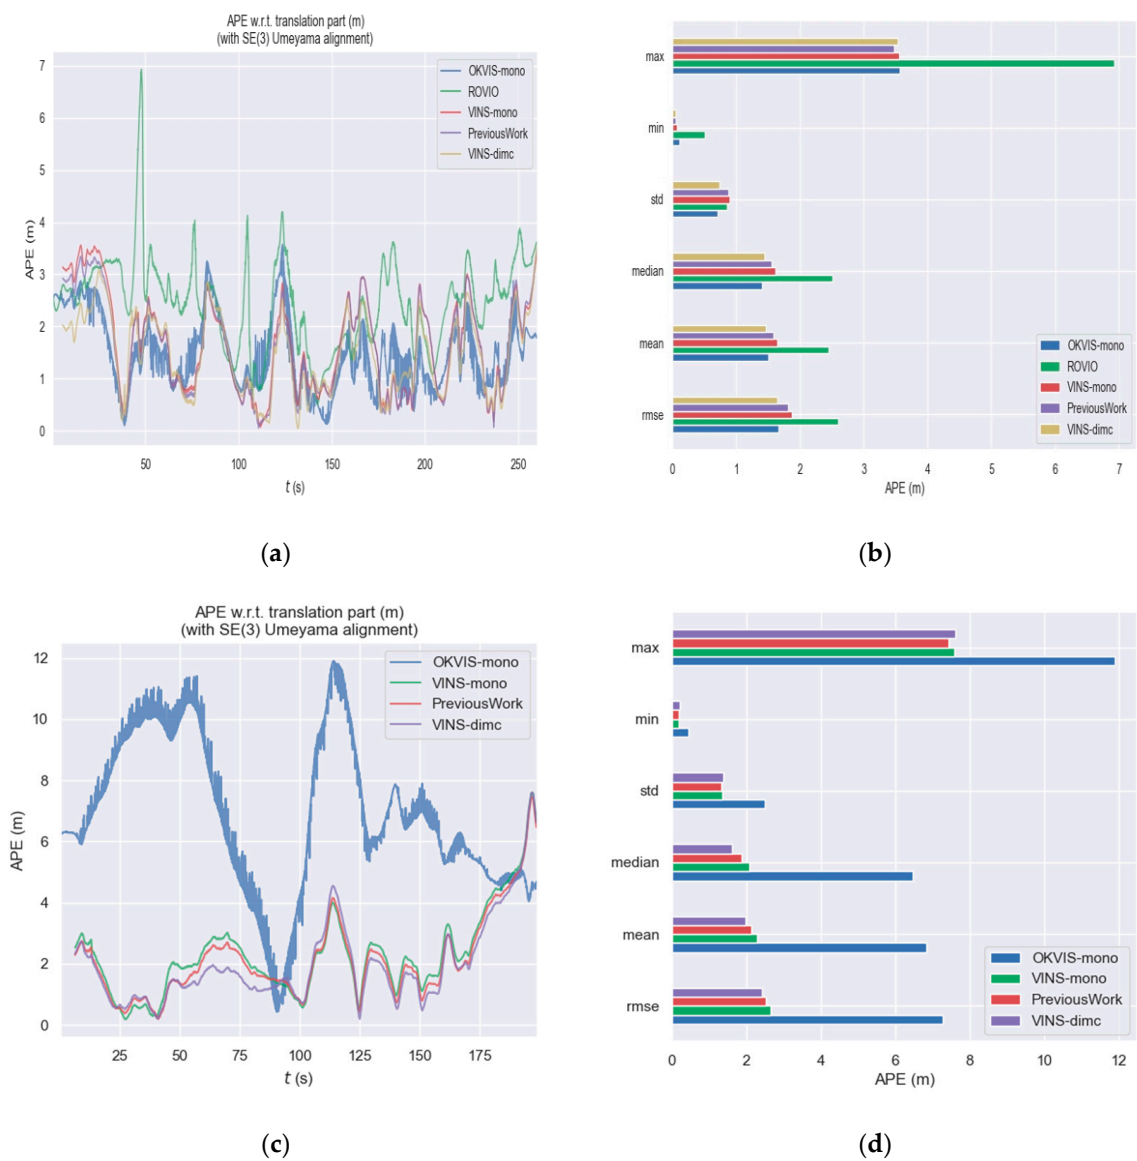 APE w.r.t. translation part (m)
(with SE(3) Umeyama alignment)
APE (m)
7
6
5
4
3
2
1
0
OKVIS-mono
ROVIO
VINS-mono
PreviousWork
VINS-dimc
50 100 150 200 250
t (s)
(a)
max
min
std
median
mean
rmse
OKVIS-mono
ROVIO
VINS-mono
PreviousWork
VINS-dimc
0 1 2 3 4 5 6 7
APE (m)
(b)
APE w.r.t. translation part (m)
(with SE(3) Umeyama alignment)
APE (m)
12
10
8
6
4
2
0
OKVIS-mono
VINS-mono
PreviousWork
VINS-dimc
25 50 75 100 125 150 175
t (s)
(c)
max
min
std
median
mean
rmse
OKVIS-mono
VINS-mono
PreviousWork
VINS-dimc
0 2 4 6 8 10 12
APE (m)
(d)